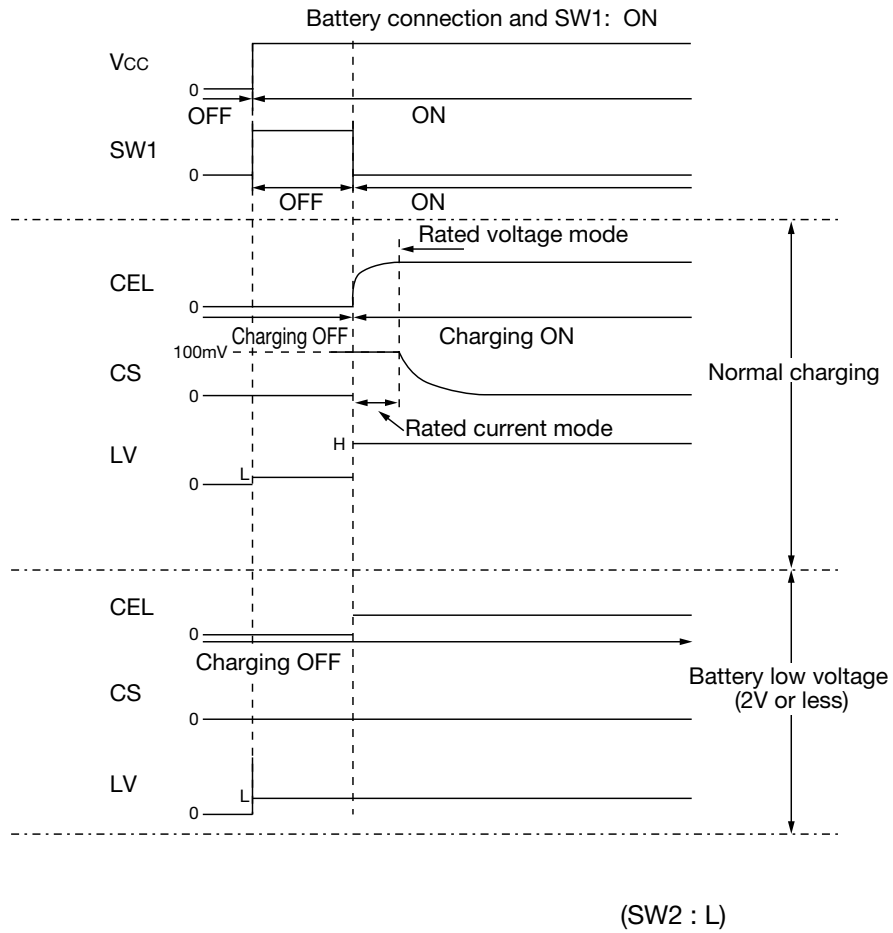 Battery connection and SW1: ON
VCC
0
OFF
ON
SW1
0
OFF
ON
Rated voltage mode
CEL
0
Charging OFF
Charging ON
100mV
CS
Normal charging
0
Rated current mode
LV
H
L
0
CEL
0
Charging OFF
Battery low voltage
(2V or less)
CS
0
LV
L
0
(SW2 : L)